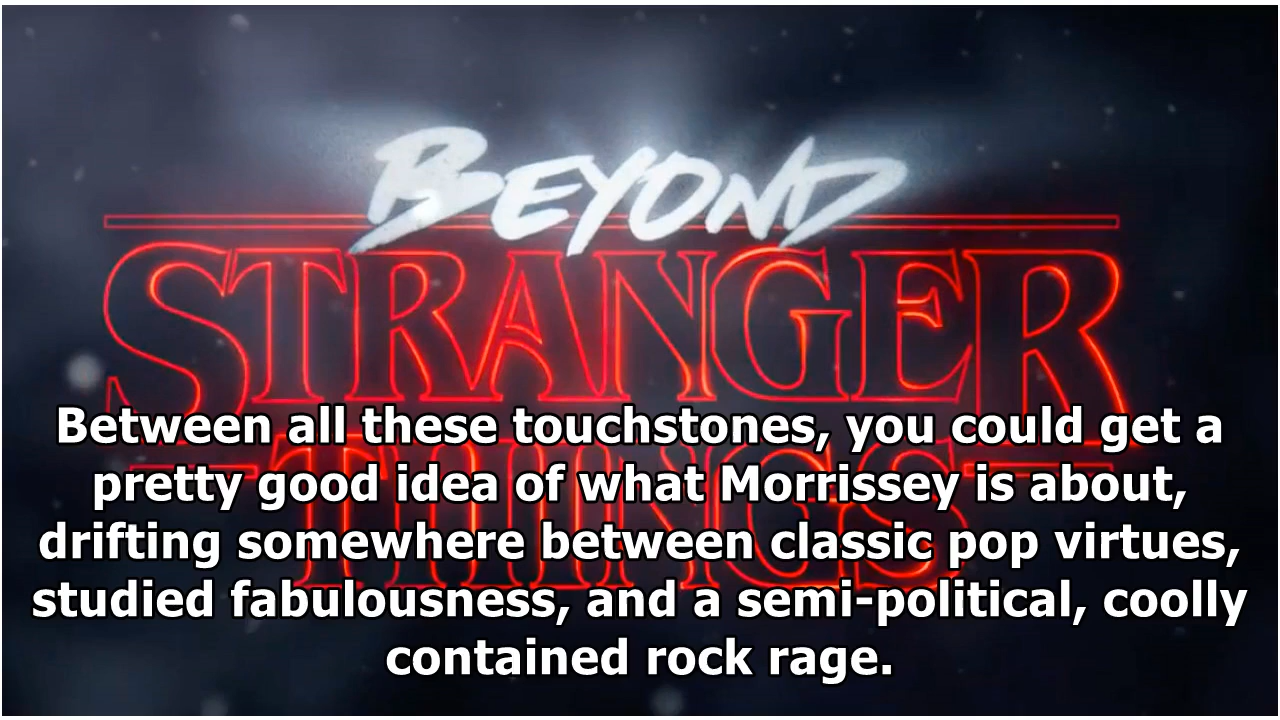 BEYOND
STRANGER
THINGS
Between all these touchstones, you could get a
pretty good idea of what Morrissey is about,
drifting somewhere between classic pop virtues,
studied fabulousness, and a semi-political, coolly
contained rock rage.